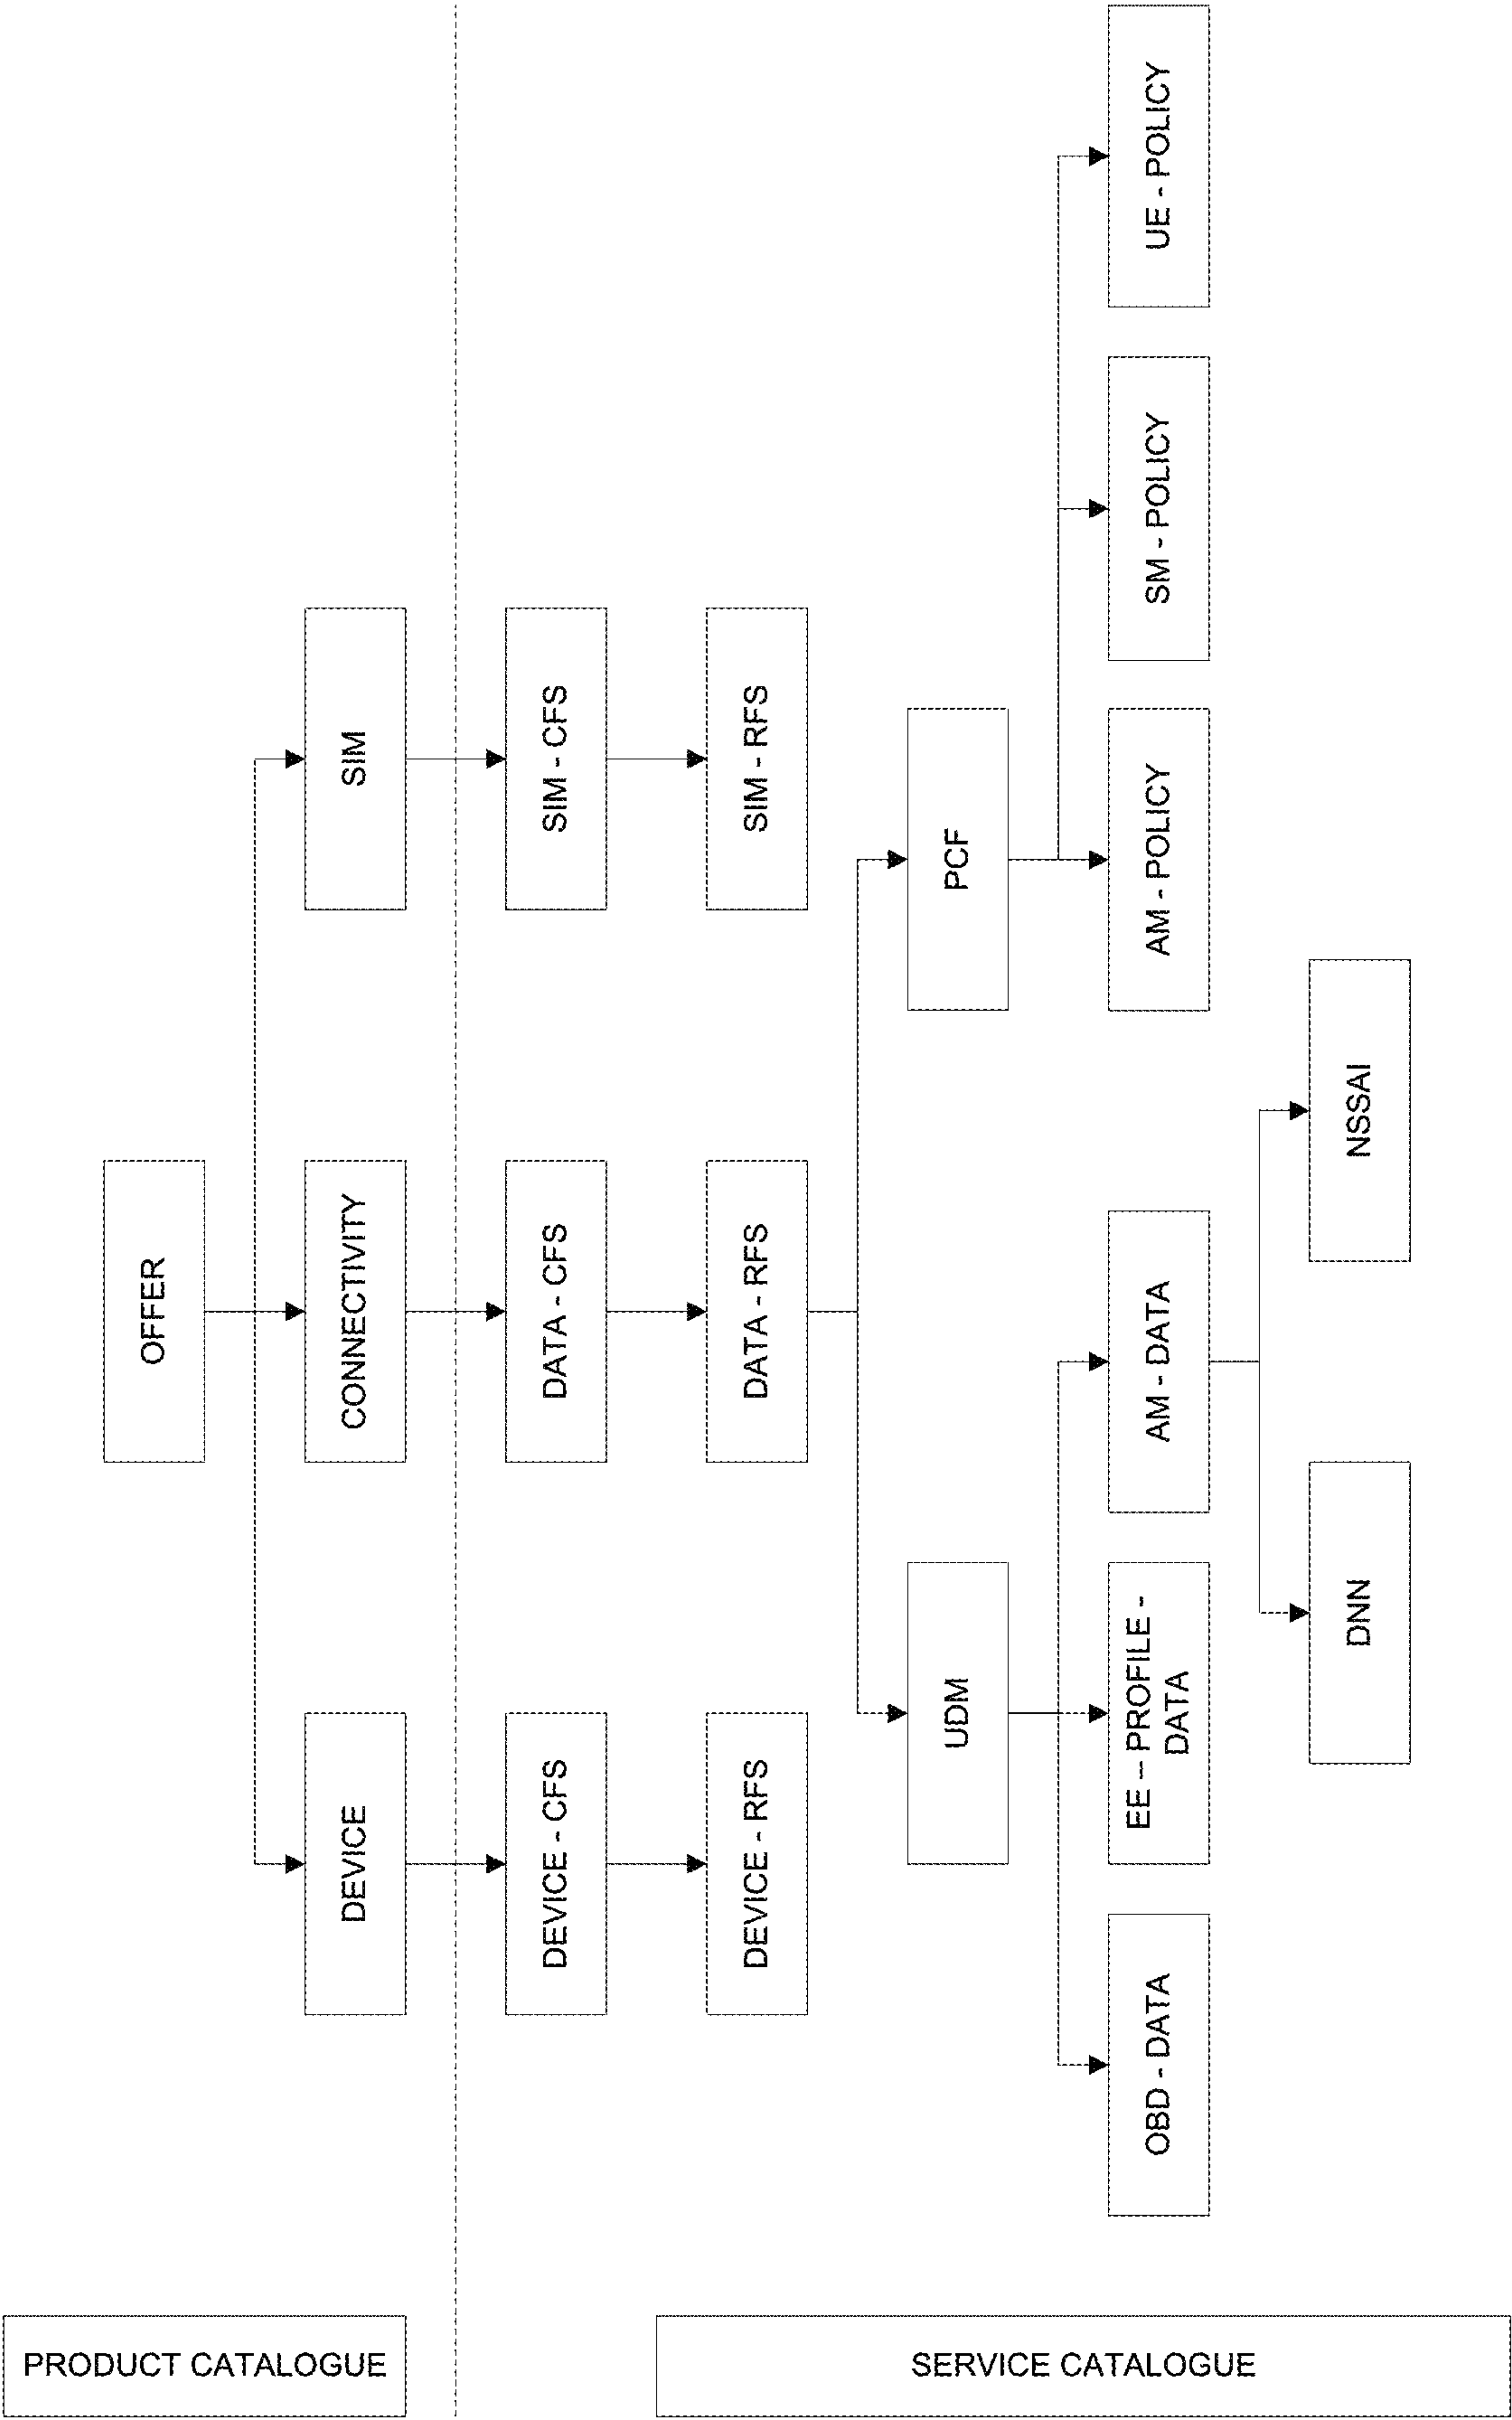 PRODUCT CATALOGUE
OFFER
DEVICE
CONNECTIVITY
SIM
SERVICE CATALOGUE
DEVICE - CFS
DATA - CFS
SIM - CFS
DEVICE - RFS
DATA - RFS
SIM - RFS
UDM
PCF
OBD - DATA
EE – PROFILE -
DATA
AM - DATA
AM - POLICY
SM - POLICY
UE - POLICY
DNN
NSSAI